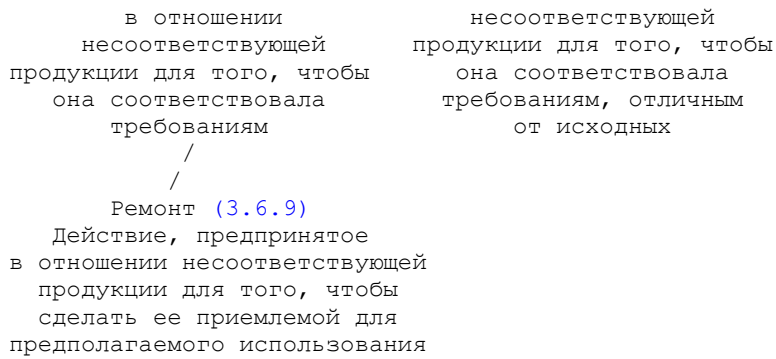 в отношении несоответствующей
несоответствующей продукции для того, чтобы
продукции для того, чтобы она соответствовала
она соответствовала требованиям, отличным
требованиям от исходных
/
/
Ремонт (3.6.9)
Действие, предпринятое
в отношении несоответствующей
продукции для того, чтобы
сделать ее приемлемой для
предполагаемого использования